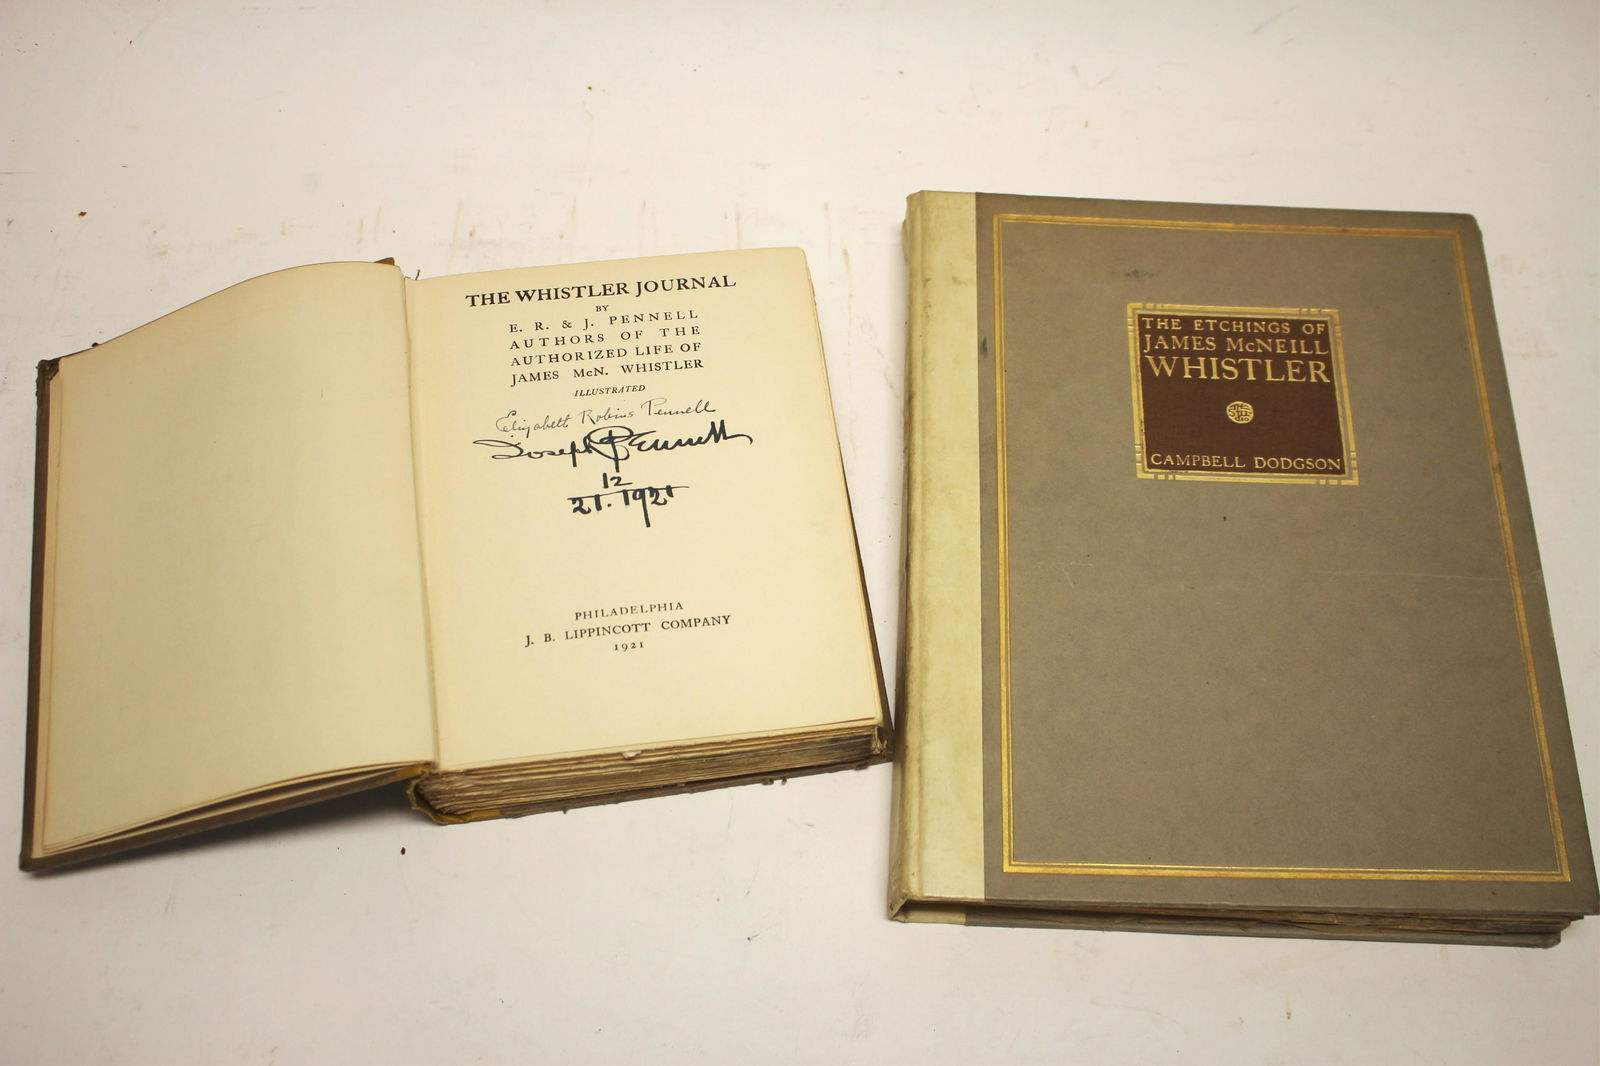 THE WHISTLER JOURNAL
BY
E. R. & J. PENNELL
AUTHORS OF THE
AUTHORIZED LIFE OF
JAMES McN. WHISTLER
ILLUSTRATED
Elizabeth Robins Pennell
Joseph Pennell
12
21.1921
PHILADELPHIA
J. B. LIPPINCOTT COMPANY
1921
THE ETCHINGS OF
JAMES McNEILL
WHISTLER
CAMPBELL DODGSON